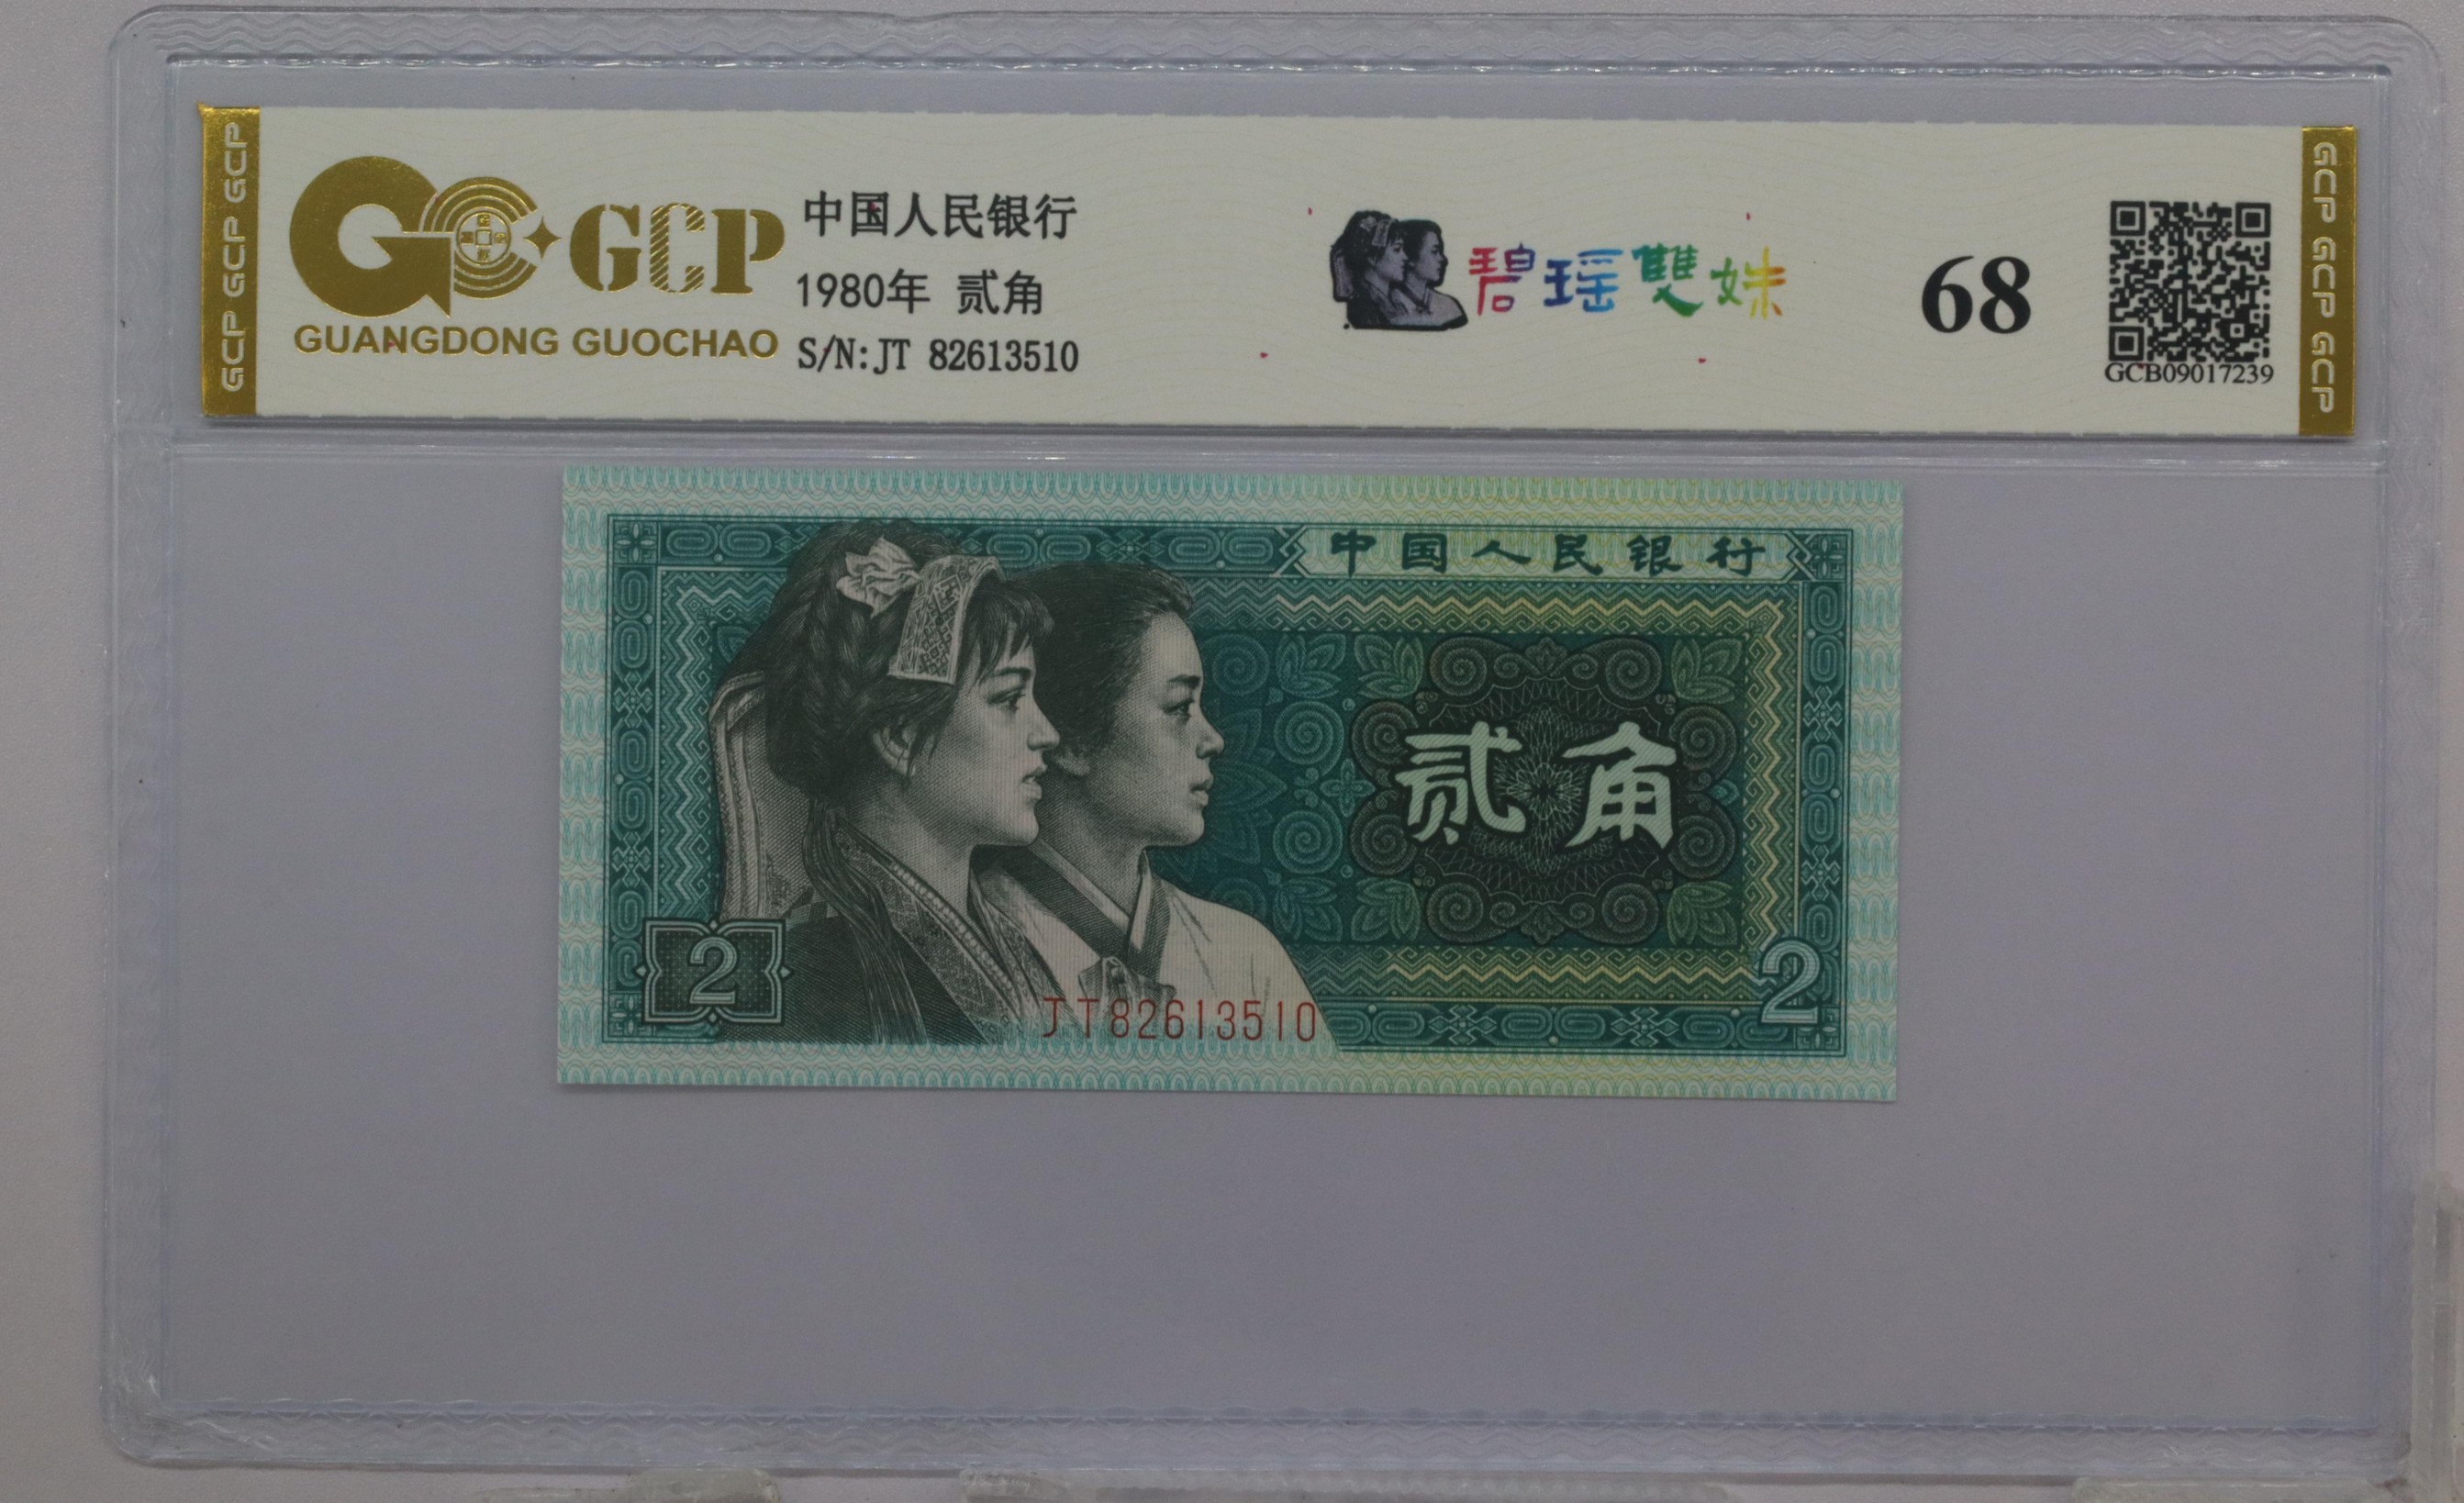 GCP GCP GCP
GCP
GUANGDONG GUOCHAO
中国人民银行
1980年 贰角
S/N:JT 82613510
碧瑶雙姝
68
GCB09017239
GCP GCP GCP
中国人民银行
贰角
2
JT82613510
2